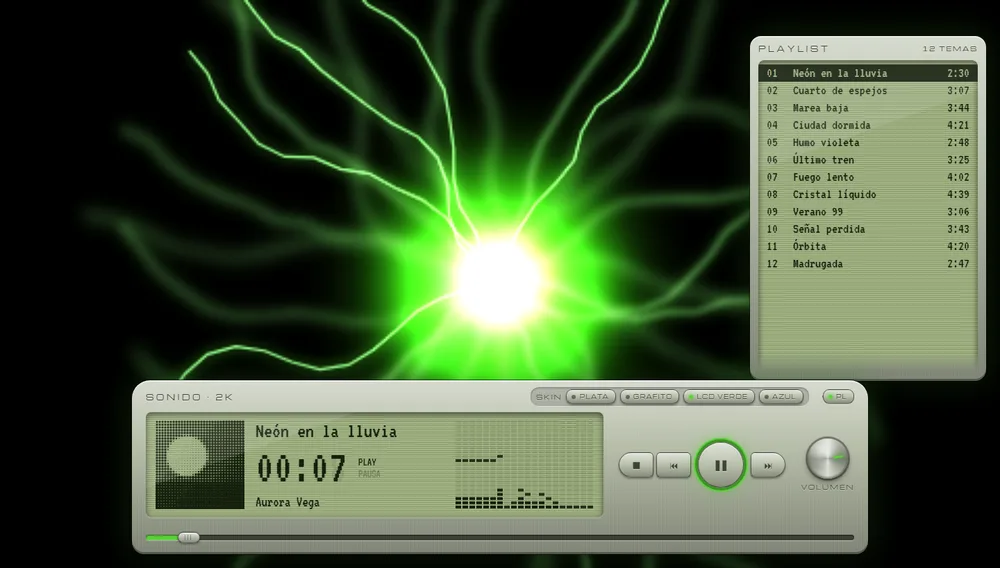 PLAYLIST 12 TEMAS
01 Neón en la lluvia 2:30
02 Cuarto de espejos 3:07
03 Marea baja 3:44
04 Ciudad dormida 4:21
05 Humo violeta 2:48
06 Último tren 3:25
07 Fuego lento 4:02
08 Cristal líquido 4:39
09 Verano 99 3:06
10 Señal perdida 3:43
11 Órbita 4:20
12 Madrugada 2:47
SONIDO · 2K SKIN PLATA GRAFITO LCD VERDE AZUL PL
Neón en la lluvia
00:07 PLAY
PAUSA
Aurora Vega
VOLUMEN